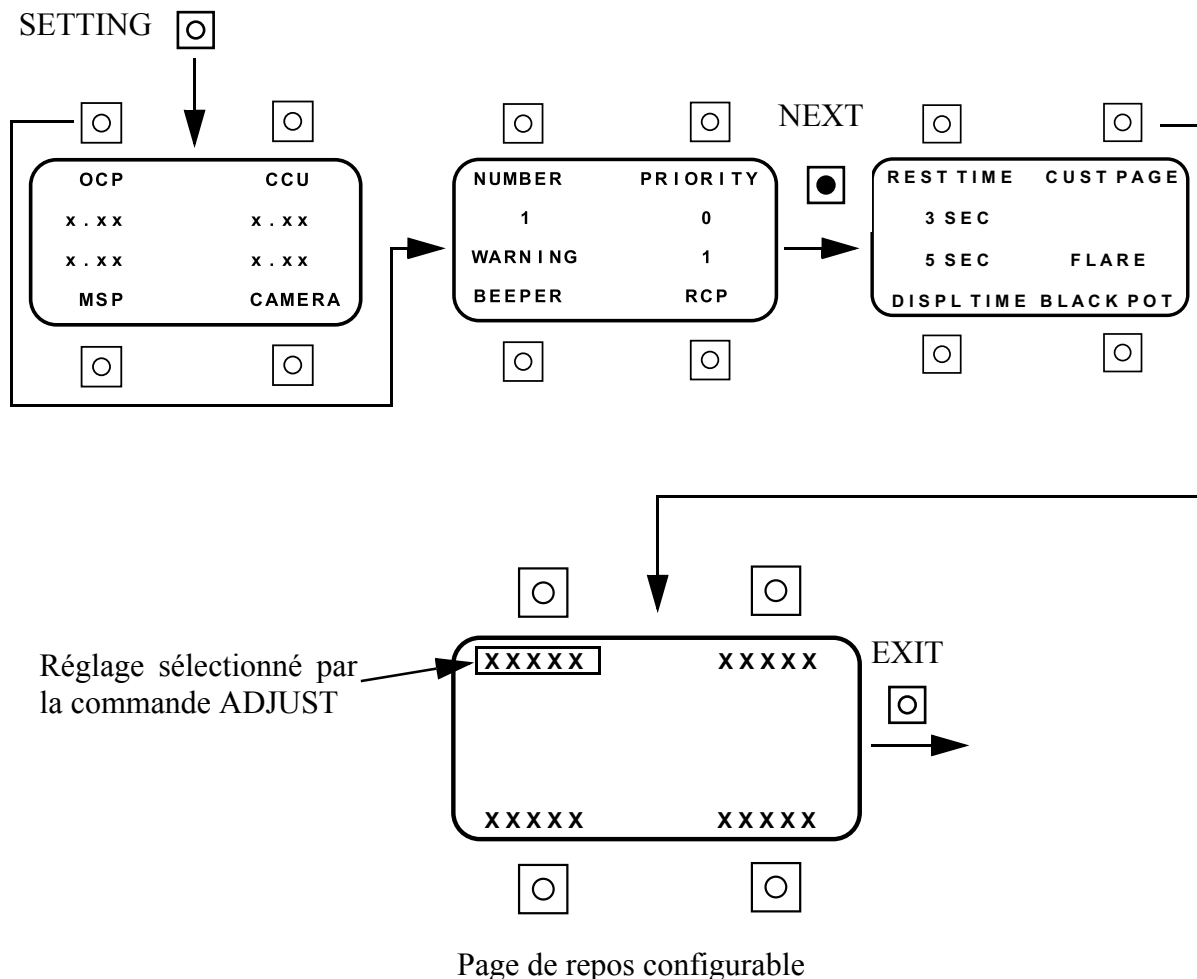 SETTING
OCP CCU
x.xx x.xx
x.xx x.xx
MSP CAMERA
NUMBER PRIORITY
1 0
WARNING 1
BEEPER RCP
NEXT
REST TIME CUST PAGE
3 SEC
5 SEC FLARE
DISPL TIME BLACK POT
Réglage sélectionné par
la commande ADJUST
XXXXX XXXXX
XXXXX XXXXX
EXIT
Page de repos configurable